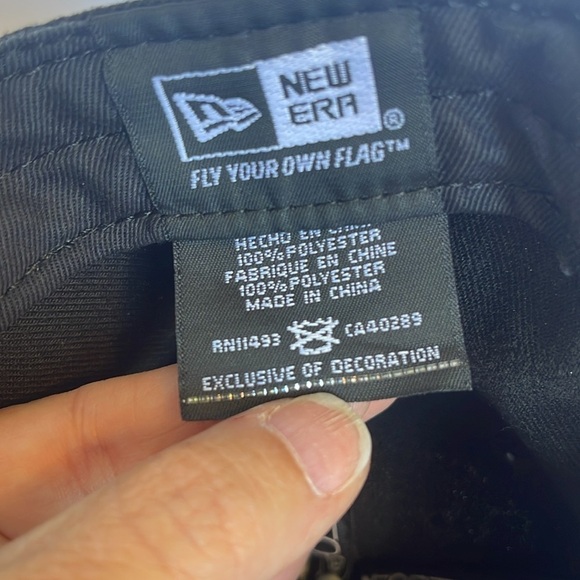 NEW
ERA®
FLY YOUR OWN FLAG™
HECHO EN
100% POLYESTER
FABRIQUE EN CHINE
100% POLYESTER
MADE IN CHINA
RN11493 CA40289
EXCLUSIVE OF DECORATION